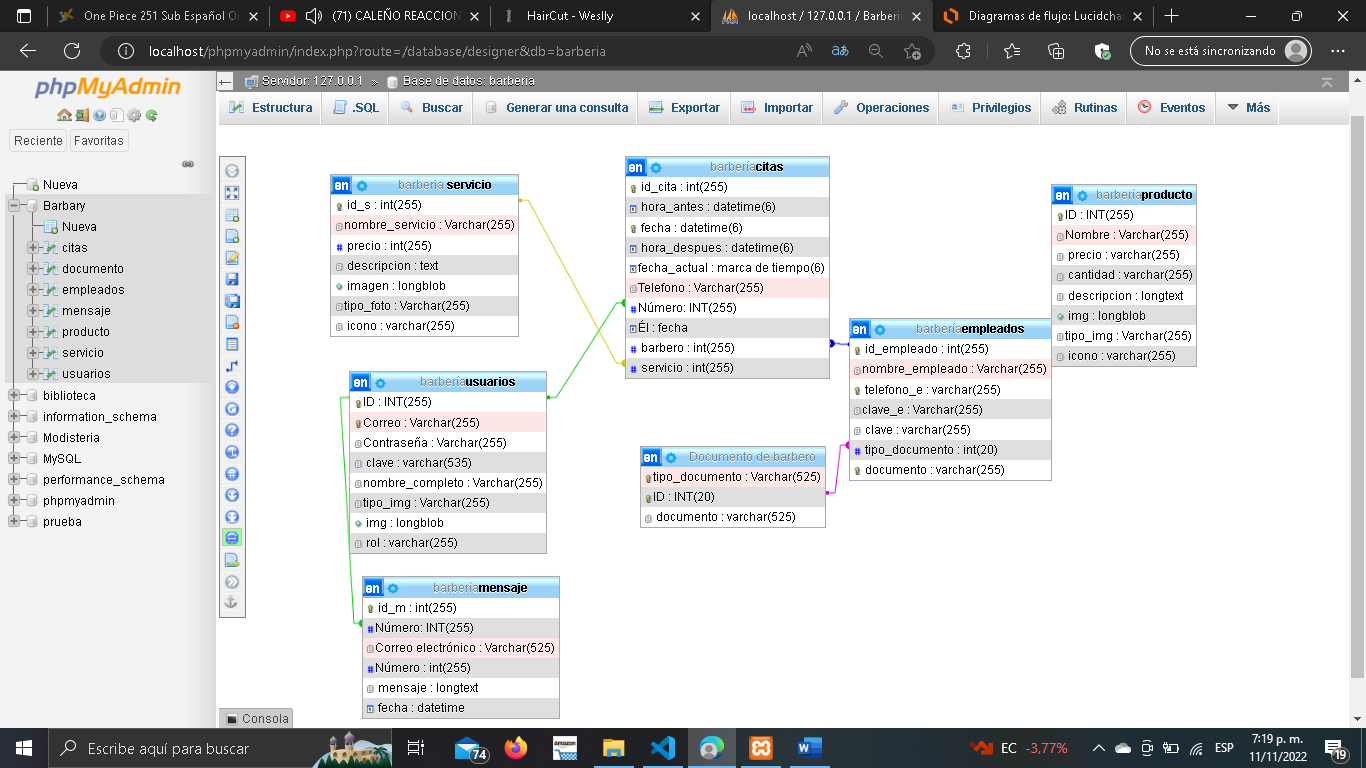 One Piece 251 Sub Español On
(71) CALEÑO REACCION
HairCut - Weslly
localhost / 127.0.0.1 / Barberi
Diagramas de flujo: Lucidcha
localhost/phpmyadmin/index.php?route=/database/designer&db=barberia
No se está sincronizando
phpMyAdmin
Reciente
Favoritas
Nueva
Barbary
Nueva
citas
documento
empleados
mensaje
producto
servicio
usuarios
biblioteca
information_schema
Modisteria
MySQL
performance_schema
phpmyadmin
prueba
Servidor: 127.0.0.1 » Base de datos: barberia
Estructura
.SQL
Buscar
Generar una consulta
Exportar
Importar
Operaciones
Privilegios
Rutinas
Eventos
Más
en barberia servicio
id_s : int(255)
nombre_servicio : Varchar(255)
# precio : int(255)
descripcion : text
imagen : longblob
tipo_foto : Varchar(255)
icono : varchar(255)
en barberíacitas
id_cita : int(255)
hora_antes : datetime(6)
fecha : datetime(6)
hora_despues : datetime(6)
fecha_actual : marca de tiempo(6)
Telefono : Varchar(255)
#Número: INT(255)
Él : fecha
# barbero : int(255)
# servicio : int(255)
en barberíaproducto
ID : INT(255)
Nombre : Varchar(255)
precio : varchar(255)
cantidad : varchar(255)
descripcion : longtext
img : longblob
tipo_img : Varchar(255)
icono : varchar(255)
en barberíaempleados
id_empleado : int(255)
nombre_empleado : Varchar(255)
telefono_e : varchar(255)
clave_e : Varchar(255)
clave : varchar(255)
# tipo_documento : int(20)
documento : varchar(255)
en barberíausuarios
ID : INT(255)
Correo : Varchar(255)
Contraseña : Varchar(255)
clave : varchar(535)
nombre_completo : Varchar(255)
tipo_img : Varchar(255)
img : longblob
rol : varchar(255)
en Documento de barbero
tipo_documento : Varchar(525)
ID : INT(20)
documento : varchar(525)
en barberíamensaje
id_m : int(255)
#Número: INT(255)
Correo electrónico : Varchar(525)
#Número : int(255)
mensaje : longtext
fecha : datetime
Consola
Escribe aquí para buscar
74
amazon
EC -3,77%
ESP
7:19 p. m.
11/11/2022
19